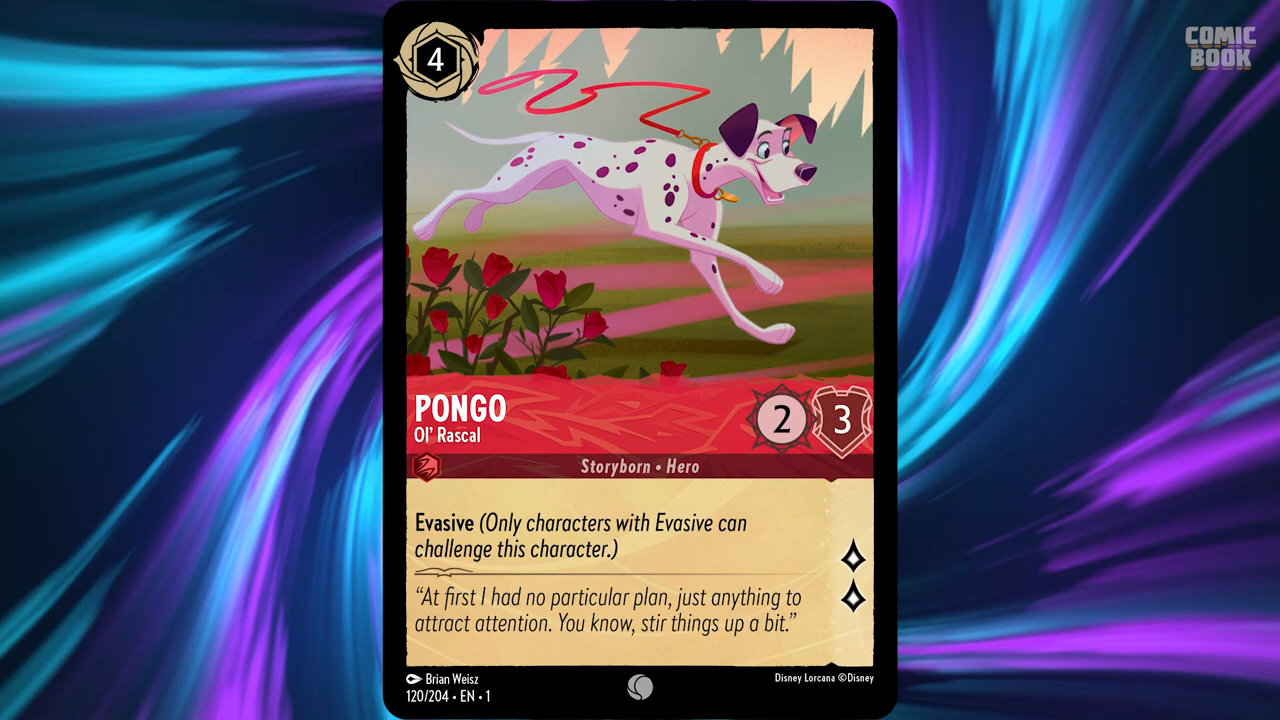 COMIC
BOOK
4
PONGO
Ol' Rascal
2
3
Storyborn • Hero
Evasive (Only characters with Evasive can
challenge this character.)
“At first I had no particular plan, just anything to
attract attention. You know, stir things up a bit.”
Brian Weisz
120/204 • EN • 1
Disney Lorcana ©Disney